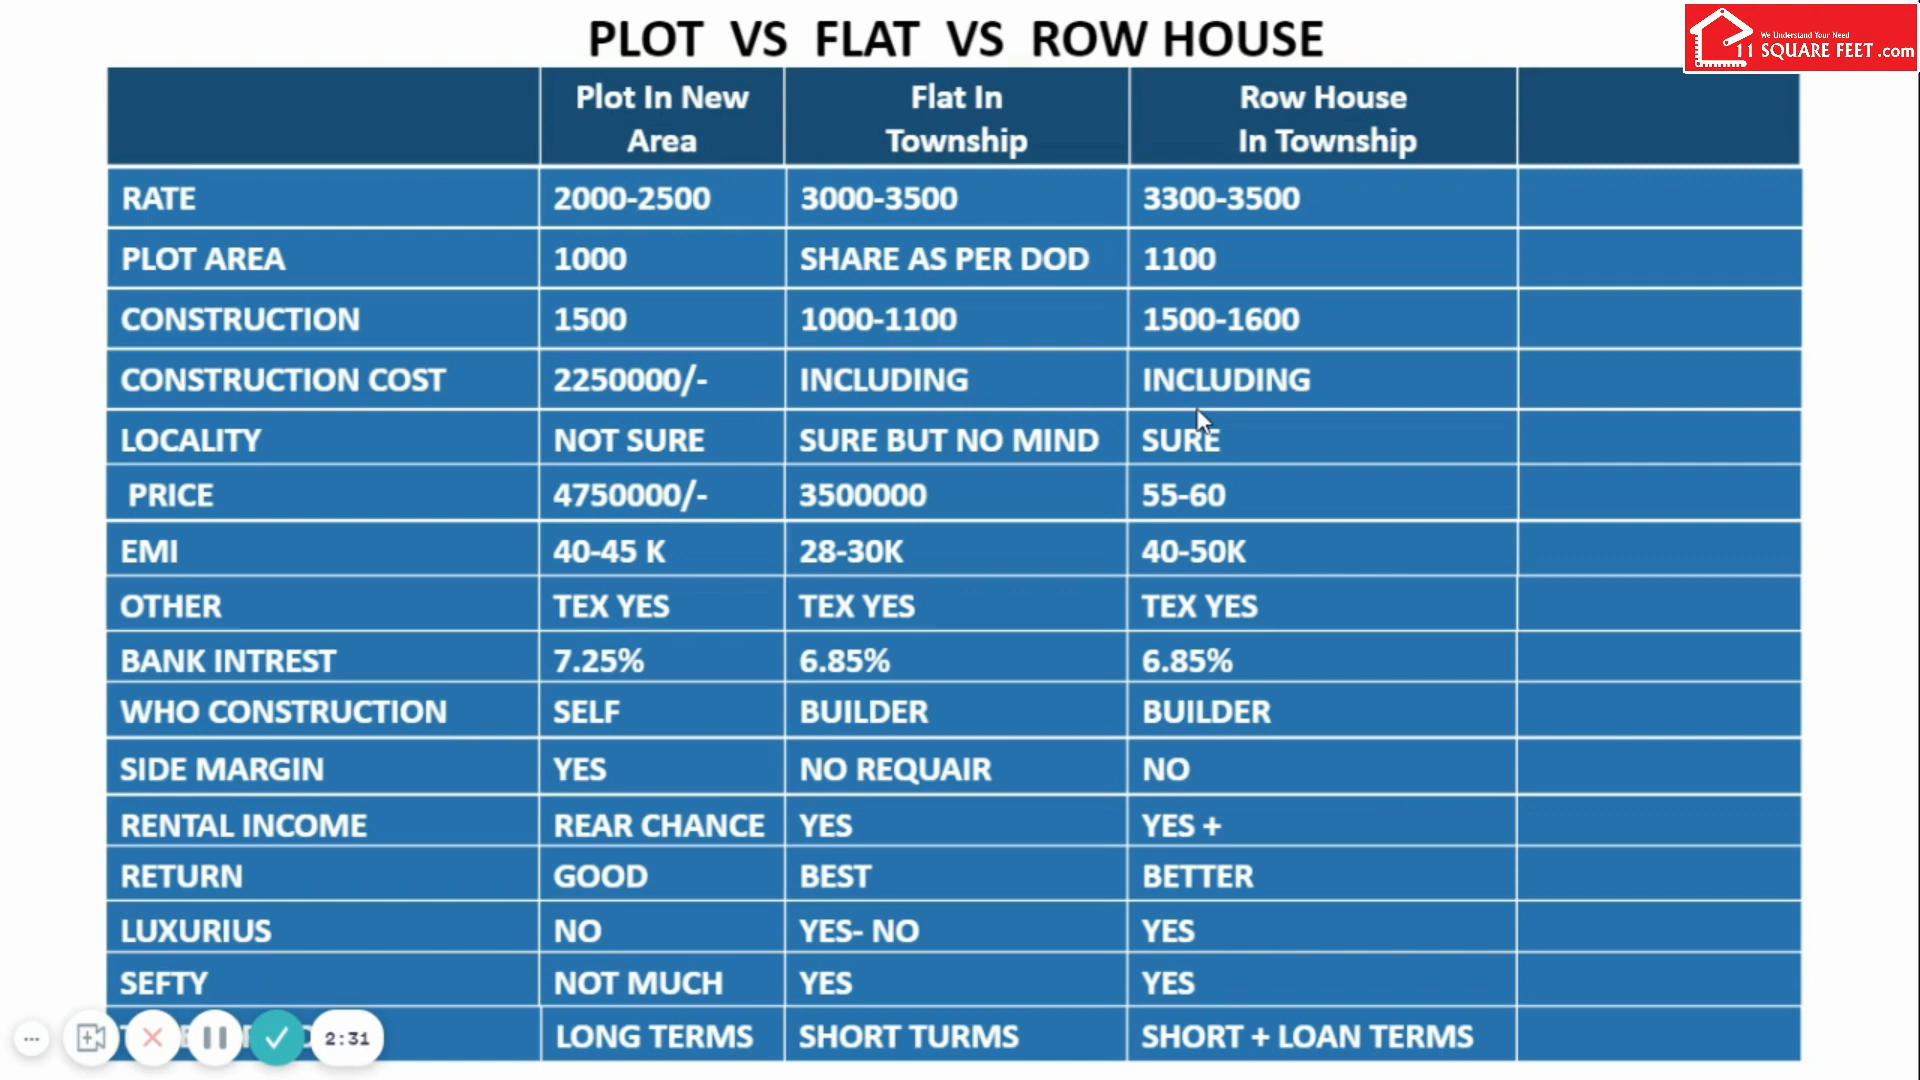 PLOT VS FLAT VS ROW HOUSE
We Understand Your Need
11 SQUARE FEET .com
Plot In New Area
Flat In Township
Row House In Township
RATE 2000-2500 3000-3500 3300-3500
PLOT AREA 1000 SHARE AS PER DOD 1100
CONSTRUCTION 1500 1000-1100 1500-1600
CONSTRUCTION COST 2250000/- INCLUDING INCLUDING
LOCALITY NOT SURE SURE BUT NO MIND SURE
PRICE 4750000/- 3500000 55-60
EMI 40-45 K 28-30K 40-50K
OTHER TEX YES TEX YES TEX YES
BANK INTREST 7.25% 6.85% 6.85%
WHO CONSTRUCTION SELF BUILDER BUILDER
SIDE MARGIN YES NO REQUAIR NO
RENTAL INCOME REAR CHANCE YES YES +
RETURN GOOD BEST BETTER
LUXURIUS NO YES- NO YES
SEFTY NOT MUCH YES YES
LONG TERMS SHORT TURMS SHORT + LOAN TERMS
2:31